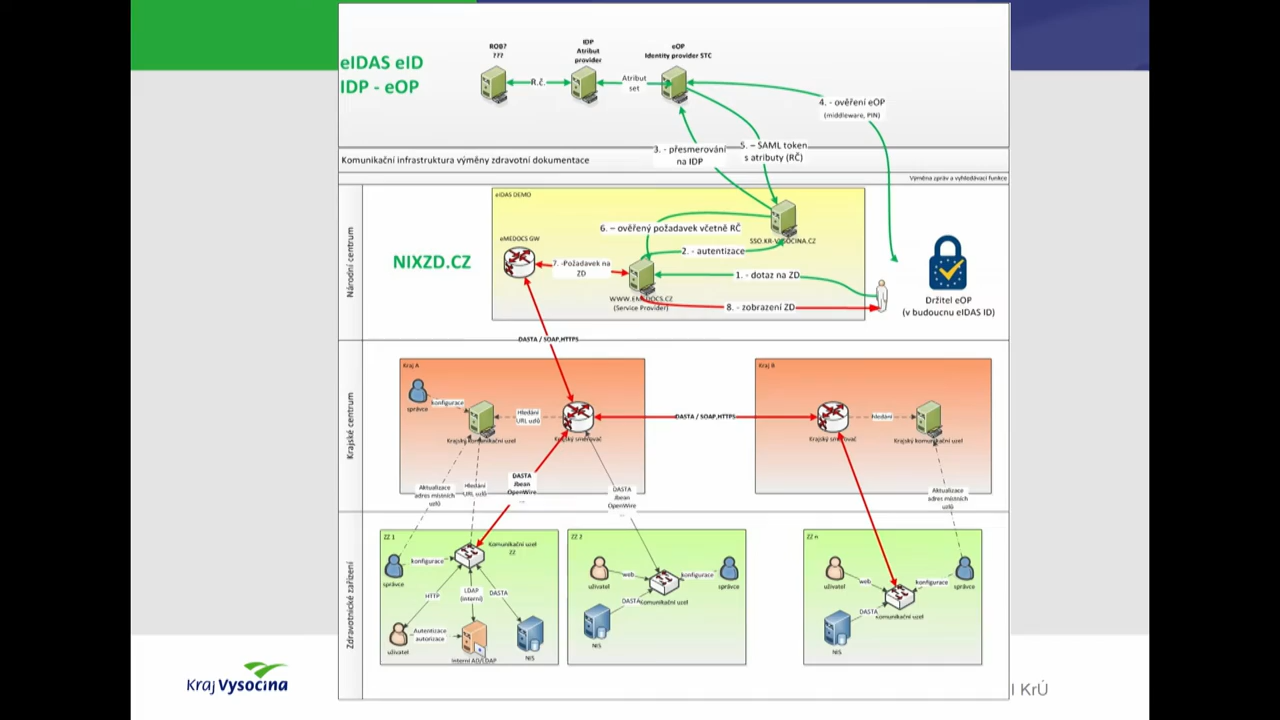 eIDAS eID
IDP - eOP
ROB?
???
IDP
Atribut
provider
eOP
Identity provider STC
R.č.
Atribut
set
4. - ověření eOP
(middleware, PIN)
3. - přesmerování
na IDP
5. – SAML token
s atributy (RČ)
Komunikační infrastruktura výměny zdravotní dokumentace
Výměna zpráv a vyhledávací funkce
Národní centrum
NIXZD.CZ
eIDAS DEMO
6. – ověřený požadavek včetně RČ
SSO.KR-VYSOCINA.CZ
eMEDOCS GW
2. - autentizace
7. -Požadavek na
ZD
1. - dotaz na ZD
WWW.EMEDOCS.CZ
(Service Provider)
8. - zobrazení ZD
Držitel eOP
(v budoucnu eIDAS ID)
DASTA / SOAP,HTTPS
Krajské centrum
Kraj A
správce
konfigurace
Hledání
URL uzlů
Krajský komunikační uzel
Krajský směrovač
DASTA / SOAP,HTTPS
Kraj B
Krajský směrovač
hledání
Krajský komunikační uzel
Aktualizace
adres místních
uzlů
Hledání
URL uzlů
DASTA
Jbean
OpenWire
...
DASTA
Jbean
OpenWire
...
Aktualizace
adres místních
uzlů
Zdravotnické zařízení
ZZ 1
Komunikační uzel
ZZ
konfigurace
správce
HTTP
LDAP
(interní)
DASTA
Autentizace
autorizace
uživatel
Interní AD/LDAP
NIS
ZZ 2
uživatel
web
konfigurace
správce
DASTA
komunikační uzel
NIS
ZZ n
uživatel
web
konfigurace
správce
DASTA
komunikační uzel
NIS
Kraj Vysočina
I KrÚ